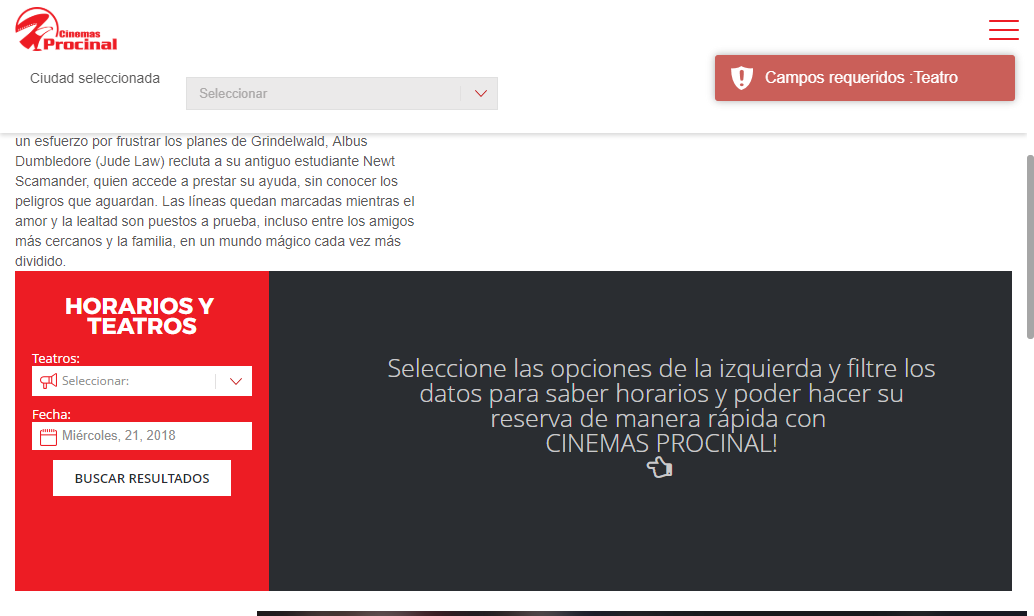 Cinemas
Procinal
Ciudad seleccionada
Seleccionar
Campos requeridos :Teatro
un esfuerzo por frustrar los planes de Grindelwald, Albus
Dumbledore (Jude Law) recluta a su antiguo estudiante Newt
Scamander, quien accede a prestar su ayuda, sin conocer los
peligros que aguardan. Las líneas quedan marcadas mientras el
amor y la lealtad son puestos a prueba, incluso entre los amigos
más cercanos y la familia, en un mundo mágico cada vez más
dividido.
HORARIOS Y
TEATROS
Teatros:
Seleccionar:
Fecha:
Miércoles, 21, 2018
BUSCAR RESULTADOS
Seleccione las opciones de la izquierda y filtre los
datos para saber horarios y poder hacer su
reserva de manera rápida con
CINEMAS PROCINAL!